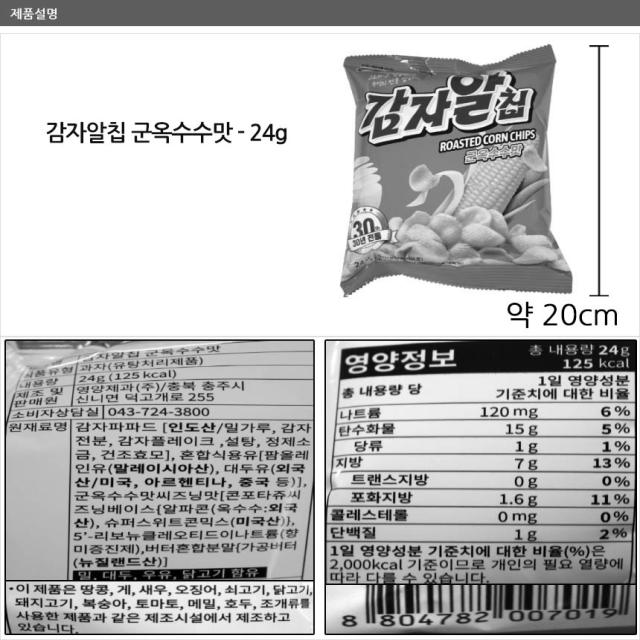 제품설명
감자알칩 군옥수수맛 - 24g
감자알칩
ROASTED CORN CHIPS
군옥수수맛
30
30년 전통
약 20cm
감자알칩 군옥수수맛
식품유형 과자(유탕처리제품)
내용량 24g (125 kcal)
제조 및 판매원 영양제과(주)/충북 충주시
신니면 덕고개로 255
소비자상담실 043-724-3800
원재료명 감자파파드 [인도산/밀가루, 감자
전분, 감자플레이크 ,설탕, 정제소
금, 건조효모], 혼합식용유[팜올레
인유(말레이시아산), 대두유(외국
산/미국, 아르헨티나, 중국 등)],
군옥수수맛씨즈닝맛[콘포타쥬씨
즈닝베이스{알파콘(옥수수:외국
산), 슈퍼스위트콘믹스(미국산)},
5'-리보뉴클레오티드이나트륨(향
미증진제),버터혼합분말{가공버터
(뉴질랜드산)]
밀, 대두, 우유, 닭고기 함유
•이 제품은 땅콩, 게, 새우, 오징어, 쇠고기, 닭고기,
돼지고기, 복숭아, 토마토, 메밀, 호두, 조개류를
사용한 제품과 같은 제조시설에서 제조하고
있습니다.
영양정보 총 내용량 24g
125 kcal
총 내용량 당 1일 영양성분
기준치에 대한 비율
나트륨 120 mg 6%
탄수화물 15 g 5%
당류 1 g 1%
지방 7 g 13%
트랜스지방 0 g 0%
포화지방 1.6 g 11%
콜레스테롤 0 mg 0%
단백질 1 g 2%
1일 영양성분 기준치에 대한 비율(%)은
2,000kcal 기준이므로 개인의 필요 열량에
따라 다를 수 있습니다.
8 804782 007019